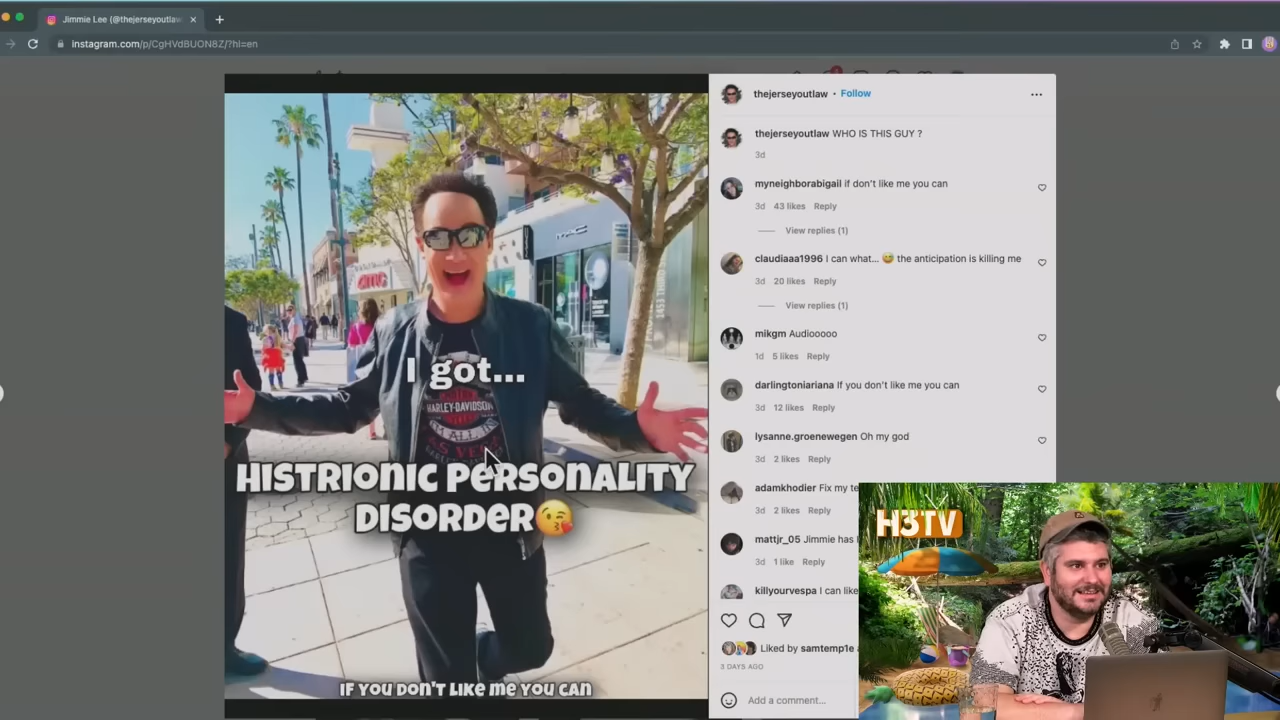 Jimmie Lee (@thejerseyoutlaw
instagram.com/p/CgHVdBUON8Z/?hl=en
thejerseyoutlaw • Follow
thejerseyoutlaw WHO IS THIS GUY ?
3d
myneighborabigail if don't like me you can
3d 43 likes Reply
View replies (1)
claudiaaa1996 I can what... 😅 the anticipation is killing me
3d 20 likes Reply
View replies (1)
mikgm Audiooooo
1d 5 likes Reply
darlingtoniariana If you don't like me you can
3d 12 likes Reply
lysanne.groenewegen Oh my god
3d 2 likes Reply
adamkhodier Fix my te
3d 2 likes Reply
mattjr_05 Jimmie has
3d 1 like Reply
killyourvespa I can like
Liked by samtemp1e
3 DAYS AGO
Add a comment...
MAC
amc
I got...
HARLEY-DAVIDSON
HISTRIONIC PERSONALITY
DISORDER😘
IF YOU DON'T LIKE ME YOU CAN
H3TV